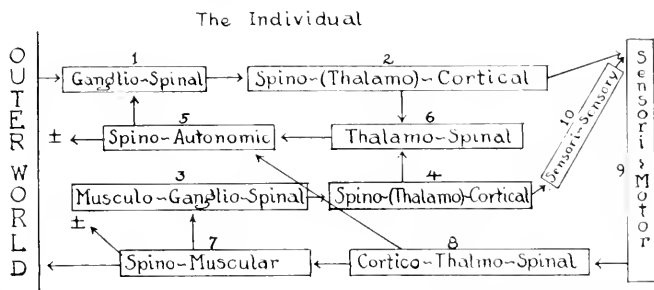 The Individual
OUTER WORLD
1
Ganglio-Spinal
2
Spino-(Thalamo)-Cortical
5
Spino-Autonomic
±
6
Thalamo-Spinal
3
Musculo-Ganglio-Spinal
±
4
Spino-(Thalamo)-Cortical
7
Spino-Muscular
8
Cortico-Thalmo-Spinal
10
Sensori-Sensory
9
Sensori-Motor